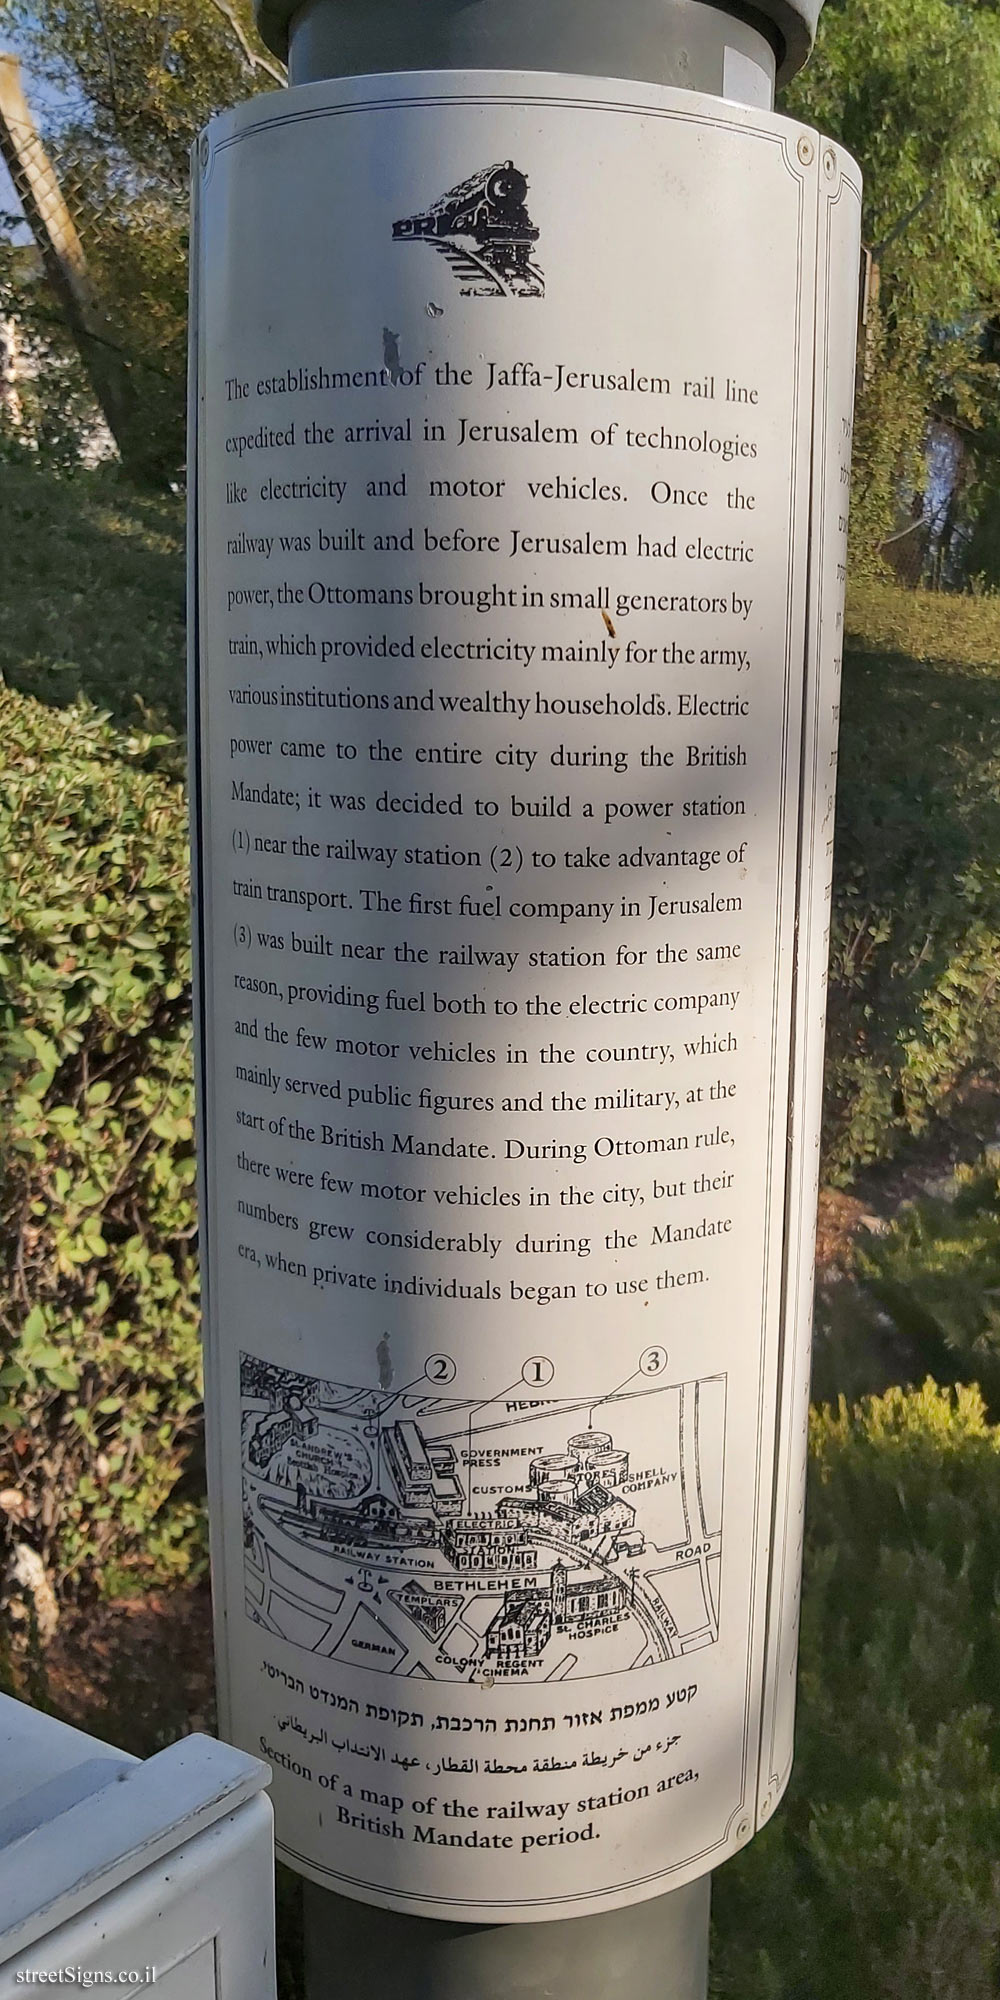 PR
The establishment of the Jaffa-Jerusalem rail line
expedited the arrival in Jerusalem of technologies
like electricity and motor vehicles. Once the
railway was built and before Jerusalem had electric
power, the Ottomans brought in small generators by
train, which provided electricity mainly for the army,
various institutions and wealthy households. Electric
power came to the entire city during the British
Mandate; it was decided to build a power station
(1) near the railway station (2) to take advantage of
train transport. The first fuel company in Jerusalem
(3) was built near the railway station for the same
reason, providing fuel both to the electric company
and the few motor vehicles in the country, which
mainly served public figures and the military, at the
start of the British Mandate. During Ottoman rule,
there were few motor vehicles in the city, but their
numbers grew considerably during the Mandate
era, when private individuals began to use them.
2 1 3
ST. ANDREW'S
CHURCH &
Scottish Hospice
GOVERNMENT
PRESS
CUSTOMS
STORES
SHELL
COMPANY
ELECTRIC
STATION
RAILWAY STATION
ROAD
BETHLEHEM
TEMPLARS
RAILWAY
ST. CHARLES
HOSPICE
GERMAN
COLONY
REGENT
CINEMA
קטע ממפת אזור תחנת הרכבת, תקופת המנדט הבריטי.
جزء من خريطة منطقة محطة القطار، عهد الانتداب البريطاني.
Section of a map of the railway station area,
British Mandate period.
streetSigns.co.il